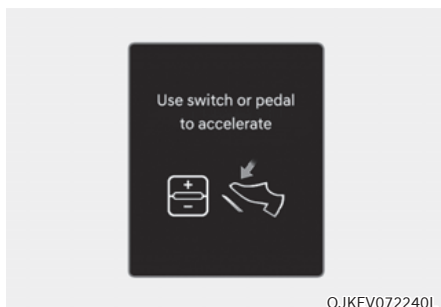 Use switch or pedal
to accelerate
+
−
OJKEV072240L